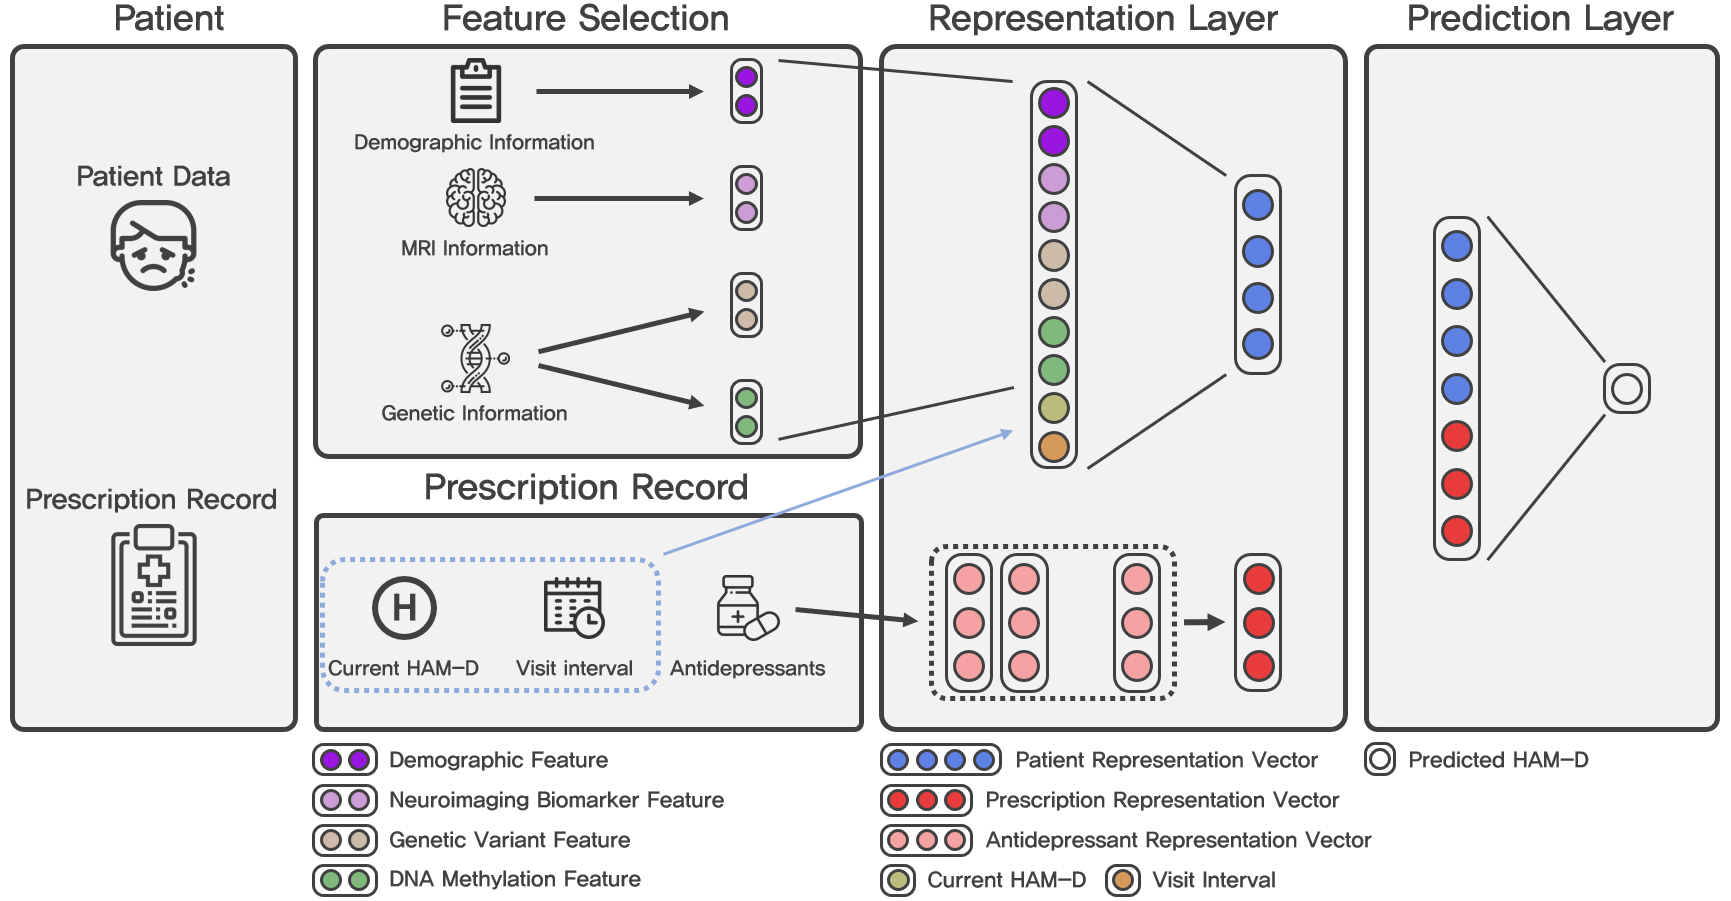 Patient
Feature Selection
Representation Layer
Prediction Layer
Patient Data
Prescription Record
Demographic Information
MRI Information
Genetic Information
Prescription Record
H
Current HAM-D
Visit interval
Antidepressants
Demographic Feature
Neuroimaging Biomarker Feature
Genetic Variant Feature
DNA Methylation Feature
Patient Representation Vector
Prescription Representation Vector
Antidepressant Representation Vector
Current HAM-D
Visit Interval
Predicted HAM-D